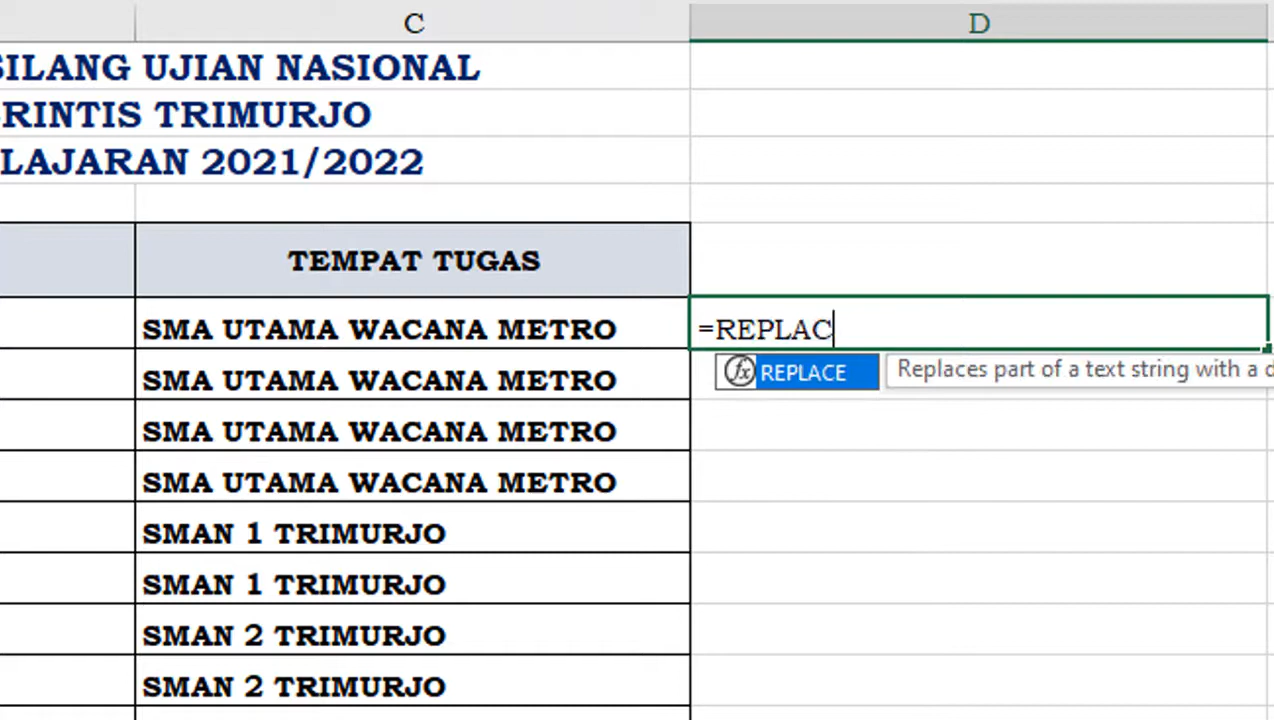 C D
SILANG UJIAN NASIONAL
RINTIS TRIMURJO
LAJARAN 2021/2022
TEMPAT TUGAS
SMA UTAMA WACANA METRO =REPLAC
fx REPLACE Replaces part of a text string with a d
SMA UTAMA WACANA METRO
SMA UTAMA WACANA METRO
SMA UTAMA WACANA METRO
SMAN 1 TRIMURJO
SMAN 1 TRIMURJO
SMAN 2 TRIMURJO
SMAN 2 TRIMURJO